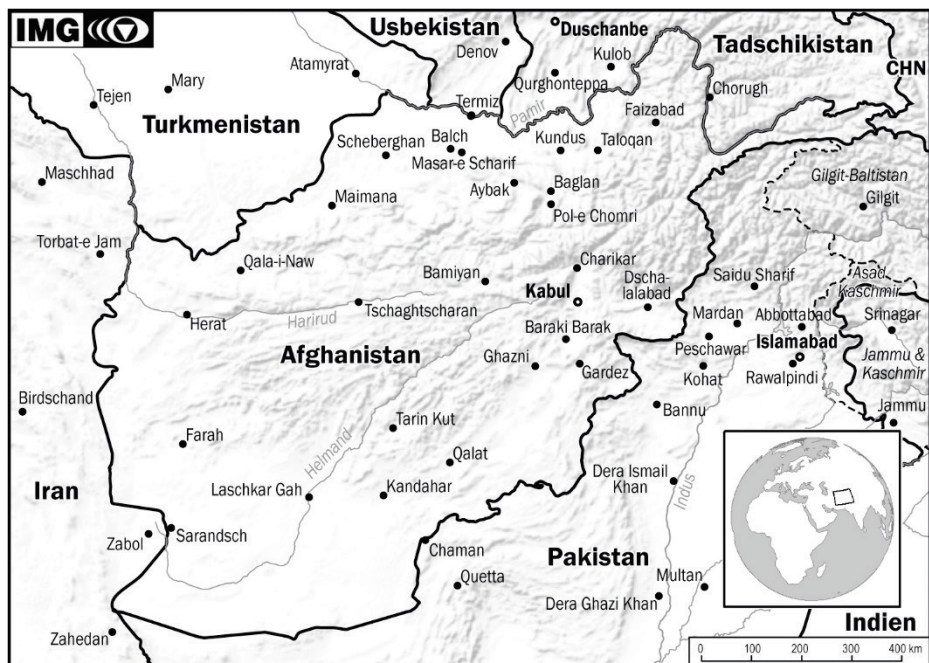 IMG
Usbekistan
Duschanbe
Denov
Kulob
Tadschikistan
Atamyrat
Qurghonteppa
CHN
Mary
Tejen
Chorugh
Termiz
Pamir
Faizabad
Turkmenistan
Scheberghan
Balch
Kundus
Taloqan
Masar-e Scharif
Maschhad
Aybak
Baglan
Gilgit-Baltistan
Gilgit
Maimana
Pol-e Chomri
Torbat-e Jam
Qala-i-Naw
Charikar
Bamiyan
Dscha-
lalabad
Saidu Sharif
Asad
Kaschmir
Kabul
Tschaghtscharan
Herat
Harirud
Mardan
Abbottabad
Srinagar
Baraki Barak
Afghanistan
Peschawar
Islamabad
Ghazni
Gardez
Kohat
Rawalpindi
Jammu &
Kaschmir
Birdschand
Bannu
Jammu
Tarin Kut
Farah
Helmand
Qalat
Dera Ismail
Khan
Indus
Iran
Laschkar Gah
Kandahar
Sarandsch
Zabol
Chaman
Pakistan
Quetta
Multan
Dera Ghazi Khan
Indien
Zahedan
0 100 200 300 400 km